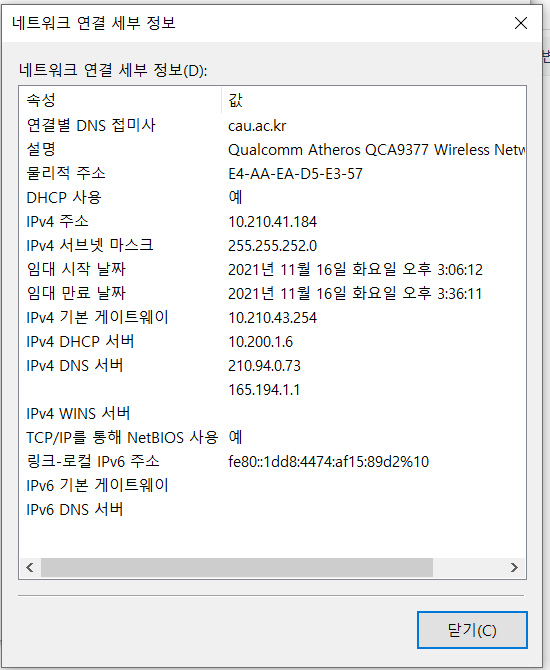 네트워크 연결 세부 정보
네트워크 연결 세부 정보(D):
속성 값
연결별 DNS 접미사 cau.ac.kr
설명 Qualcomm Atheros QCA9377 Wireless Netw
물리적 주소 E4-AA-EA-D5-E3-57
DHCP 사용 예
IPv4 주소 10.210.41.184
IPv4 서브넷 마스크 255.255.252.0
임대 시작 날짜 2021년 11월 16일 화요일 오후 3:06:12
임대 만료 날짜 2021년 11월 16일 화요일 오후 3:36:11
IPv4 기본 게이트웨이 10.210.43.254
IPv4 DHCP 서버 10.200.1.6
IPv4 DNS 서버 210.94.0.73
165.194.1.1
IPv4 WINS 서버
TCP/IP를 통해 NetBIOS 사용 예
링크-로컬 IPv6 주소 fe80::1dd8:4474:af15:89d2%10
IPv6 기본 게이트웨이
IPv6 DNS 서버
닫기(C)